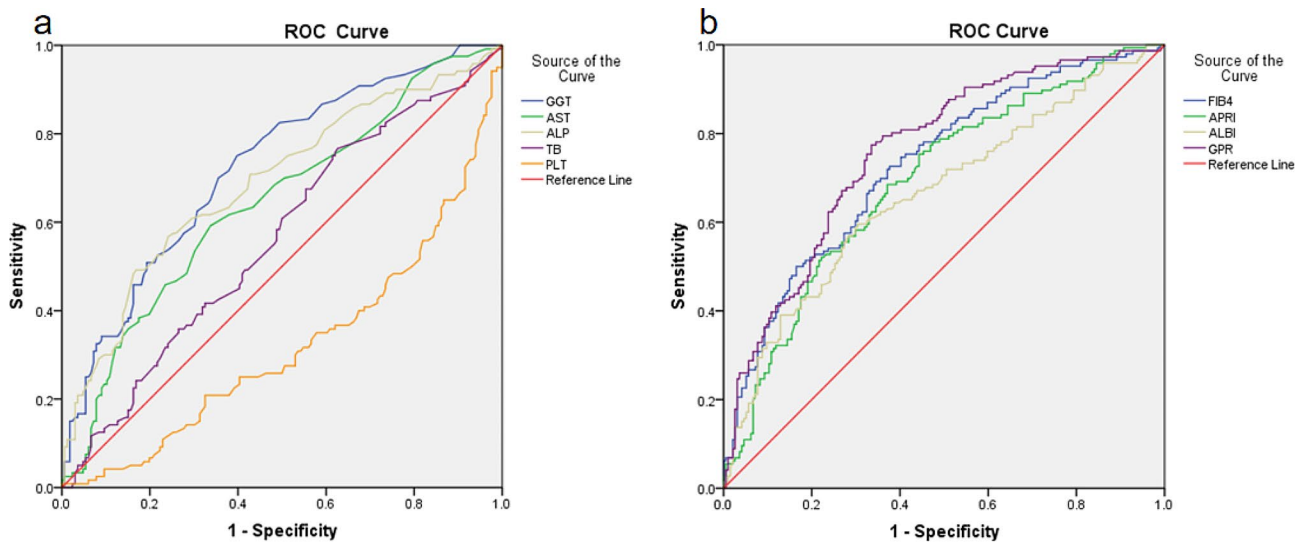 a
ROC Curve
Sensitivity
1.0
0.8
0.6
0.4
0.2
0.0
0.0 0.2 0.4 0.6 0.8 1.0
1 - Specificity
Source of the
Curve
GGT
AST
ALP
TB
PLT
Reference Line
b
ROC Curve
Sensitivity
1.0
0.8
0.6
0.4
0.2
0.0
0.0 0.2 0.4 0.6 0.8 1.0
1 - Specificity
Source of the
Curve
FIB4
APRI
ALBI
GPR
Reference Line